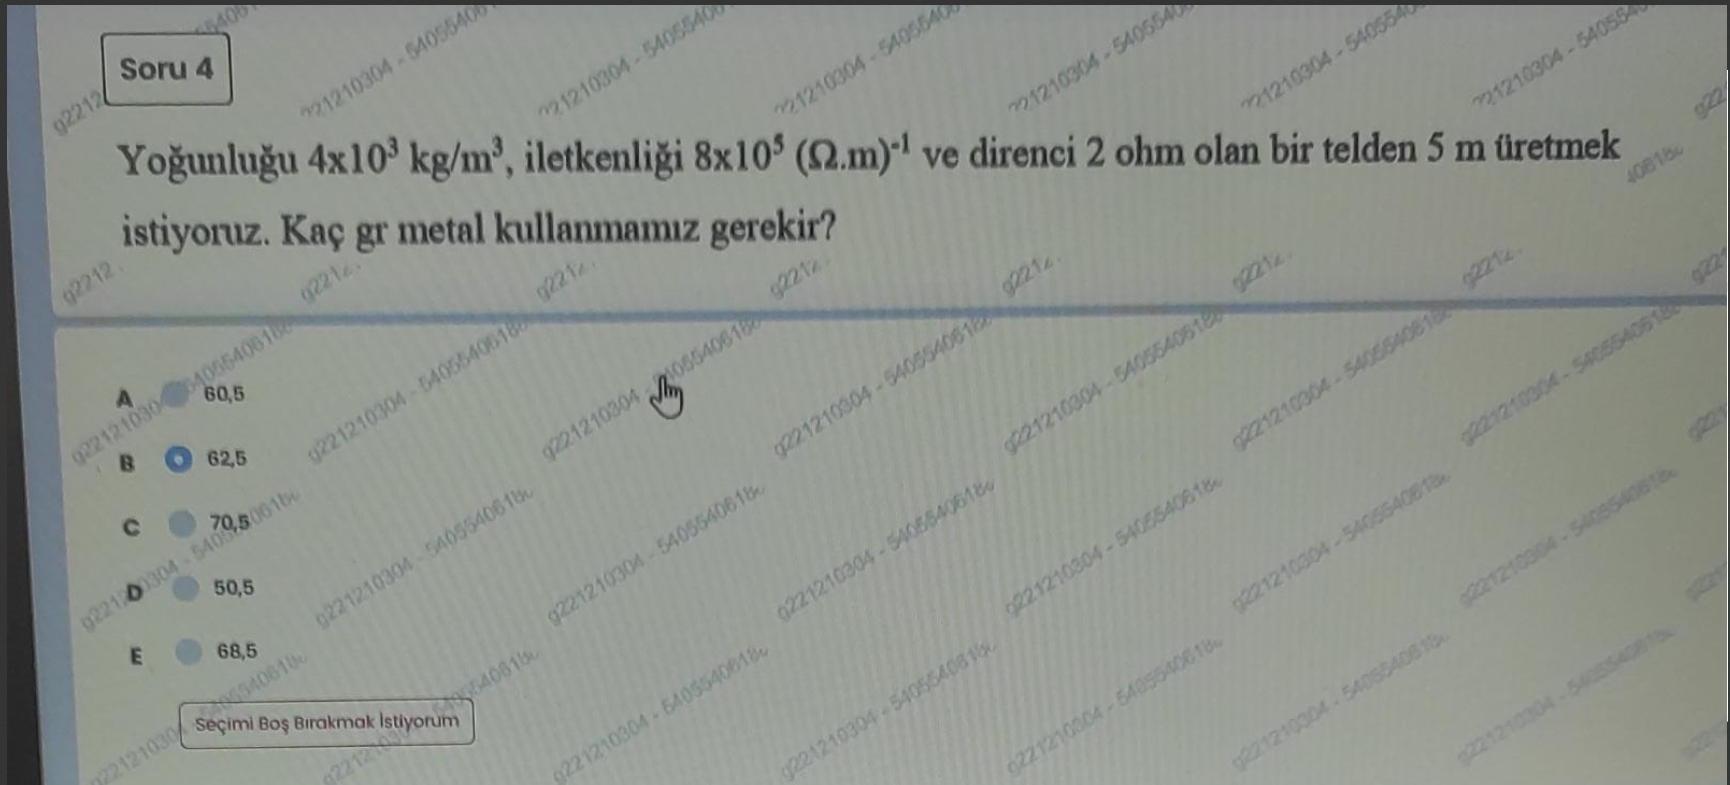 Soru 4
Yoğunluğu 4x10³ kg/m³, iletkenliği 8x10⁵ (Ω.m)⁻¹ ve direnci 2 ohm olan bir telden 5 m üretmek
istiyoruz. Kaç gr metal kullanmamız gerekir?
A 60,5
B 62,5
C 70,5
D 50,5
E 68,5
Seçimi Boş Bırakmak İstiyorum